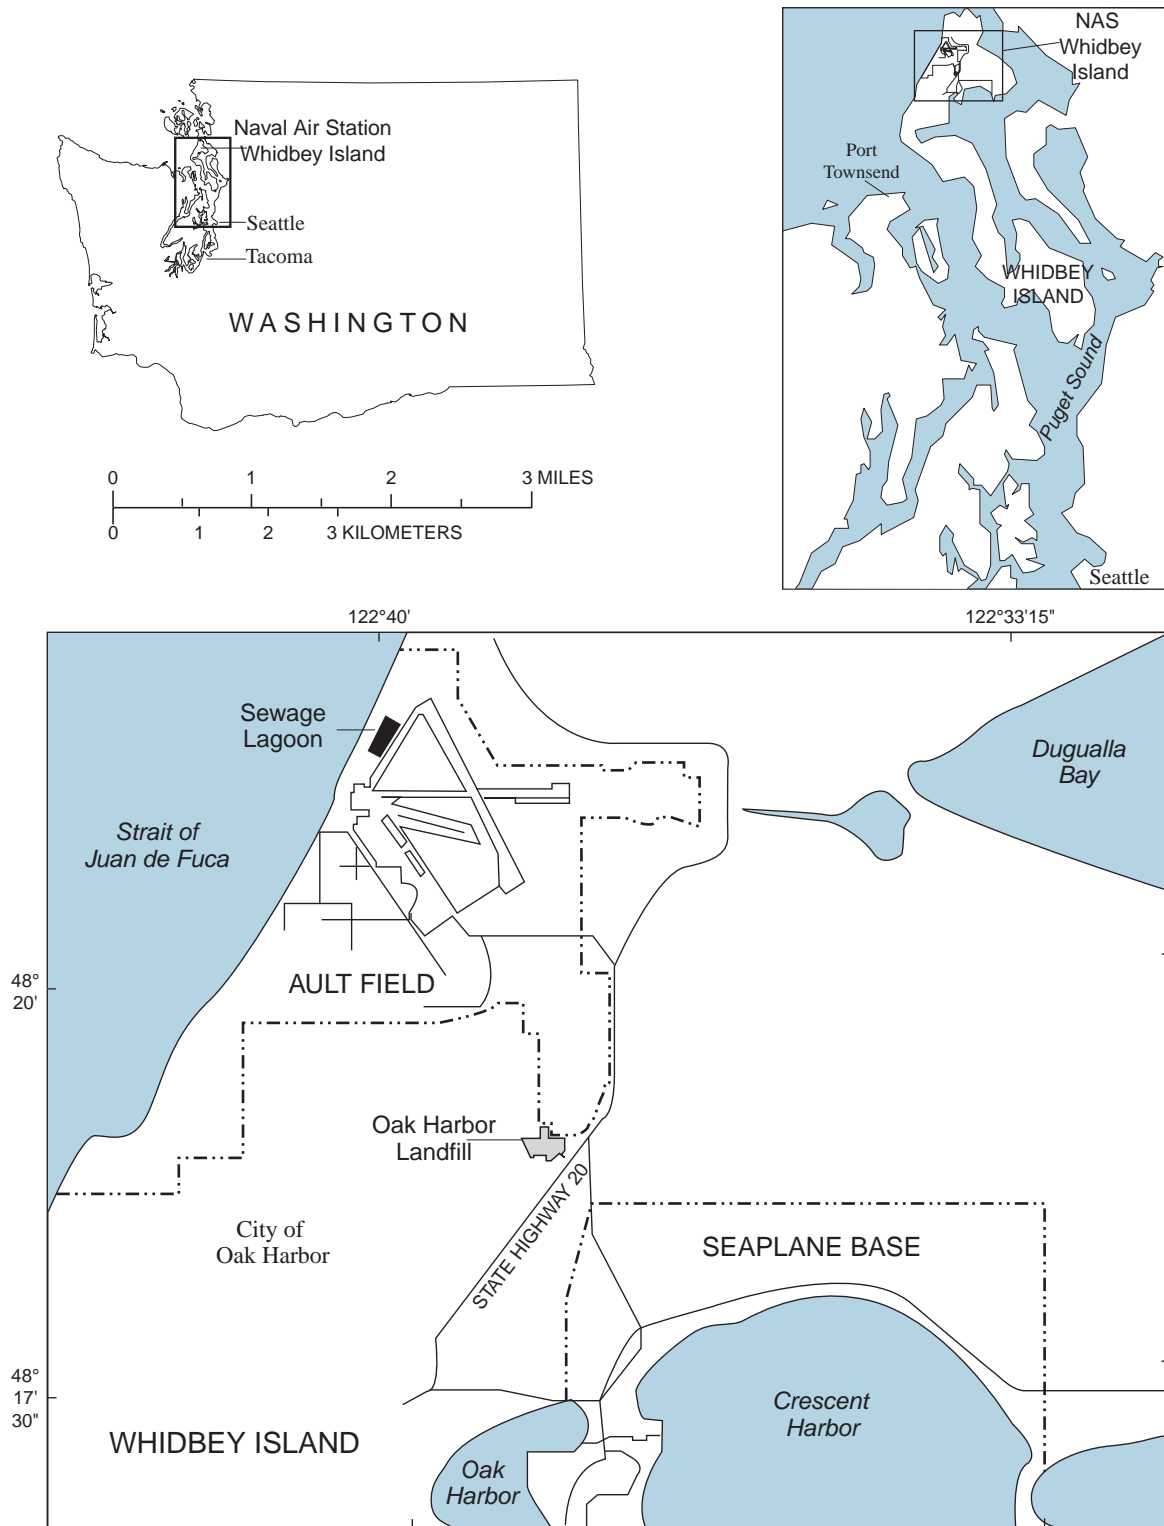 NAS
Whidbey
Island
Naval Air Station
Whidbey Island
Port
Townsend
Seattle
Tacoma
WHIDBEY
ISLAND
WASHINGTON
Puget Sound
0 1 2 3 MILES
0 1 2 3 KILOMETERS
Seattle
122°40' 122°33'15"
Sewage
Lagoon
Dugualla
Bay
Strait of
Juan de Fuca
48°
20'
AULT FIELD
Oak Harbor
Landfill
STATE HIGHWAY 20
City of
Oak Harbor
SEAPLANE BASE
48°
17'
30"
Crescent
Harbor
WHIDBEY ISLAND
Oak
Harbor